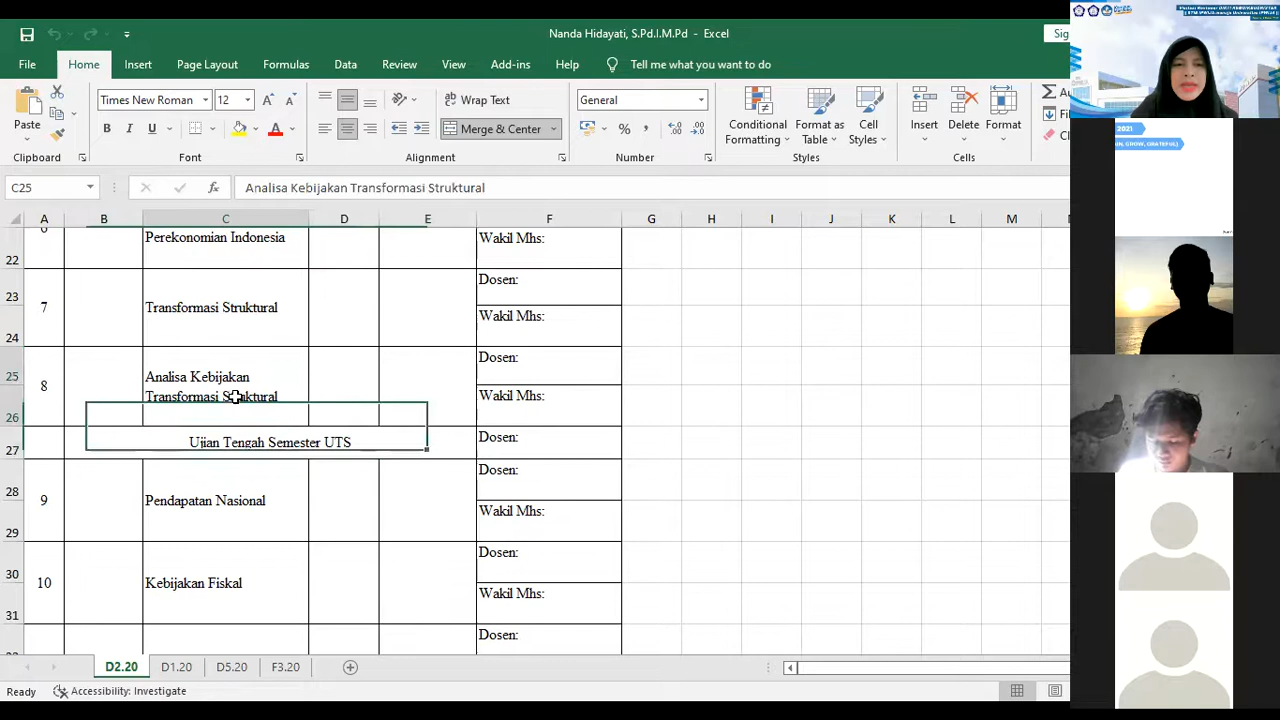 Nanda Hidayati, S.Pd.I.M.Pd - Excel
Sig
File Home Insert Page Layout Formulas Data Review View Add-ins Help Tell me what you want to do
Paste
Times New Roman 12
B I U
Wrap Text
Merge & Center
General
Conditional Formatting
Format as Table
Cell Styles
Insert
Delete
Format
Clipboard Font Alignment Number Styles Cells
C25
Analisa Kebijakan Transformasi Struktural
A B C D E F G H I J K L M
22 Perekonomian Indonesia Wakil Mhs:
23 Dosen:
7 Transformasi Struktural
24 Wakil Mhs:
25 Dosen:
8 Analisa Kebijakan
Transformasi Struktural
26 Wakil Mhs:
27 Ujian Tengah Semester UTS Dosen:
28 Dosen:
9 Pendapatan Nasional
29 Wakil Mhs:
30 Dosen:
10 Kebijakan Fiskal
31 Wakil Mhs:
Dosen:
D2.20 D1.20 D5.20 F3.20
Ready Accessibility: Investigate
2021
IN, GROW, GRATEFUL)